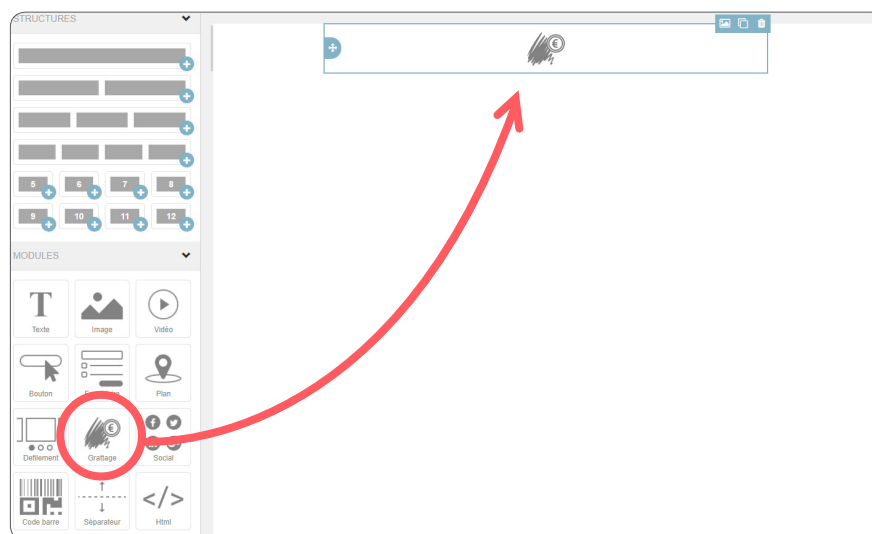 STRUCTURES
5 6 7 8
9 10 11 12
MODULES
Texte Image Vidéo
Bouton Plan
Defilement Grattage Social
Code barre Séparateur Html